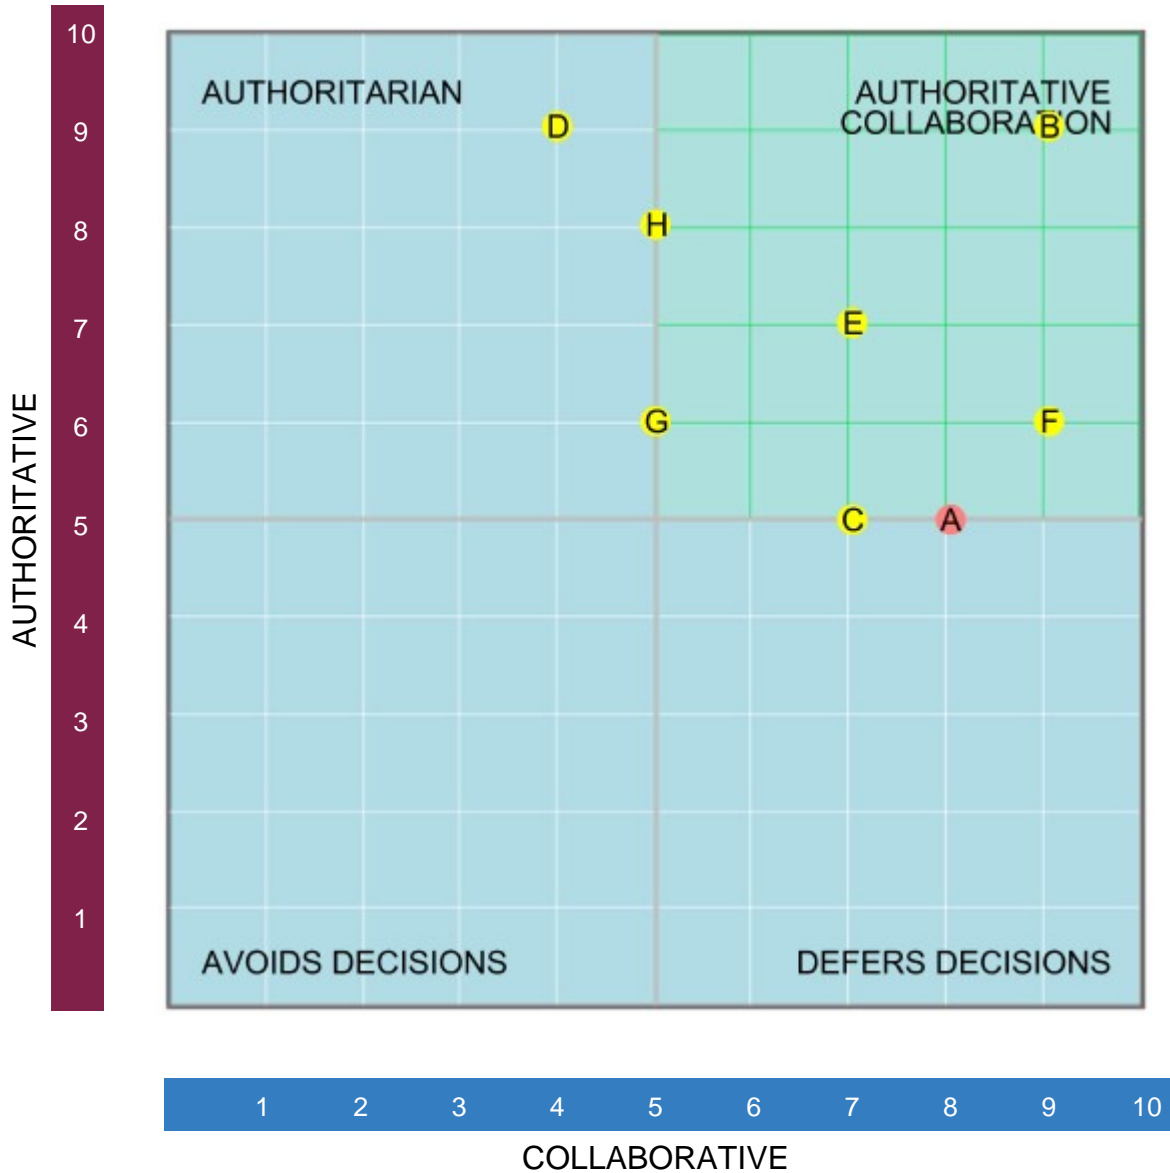 10
AUTHORITARIAN
AUTHORITATIVE
COLLABORATION
9
D
B
8
H
7
E
6
G
F
5
C
A
4
3
2
1
AUTHORITATIVE
AVOIDS DECISIONS
DEFERS DECISIONS
1 2 3 4 5 6 7 8 9 10
COLLABORATIVE